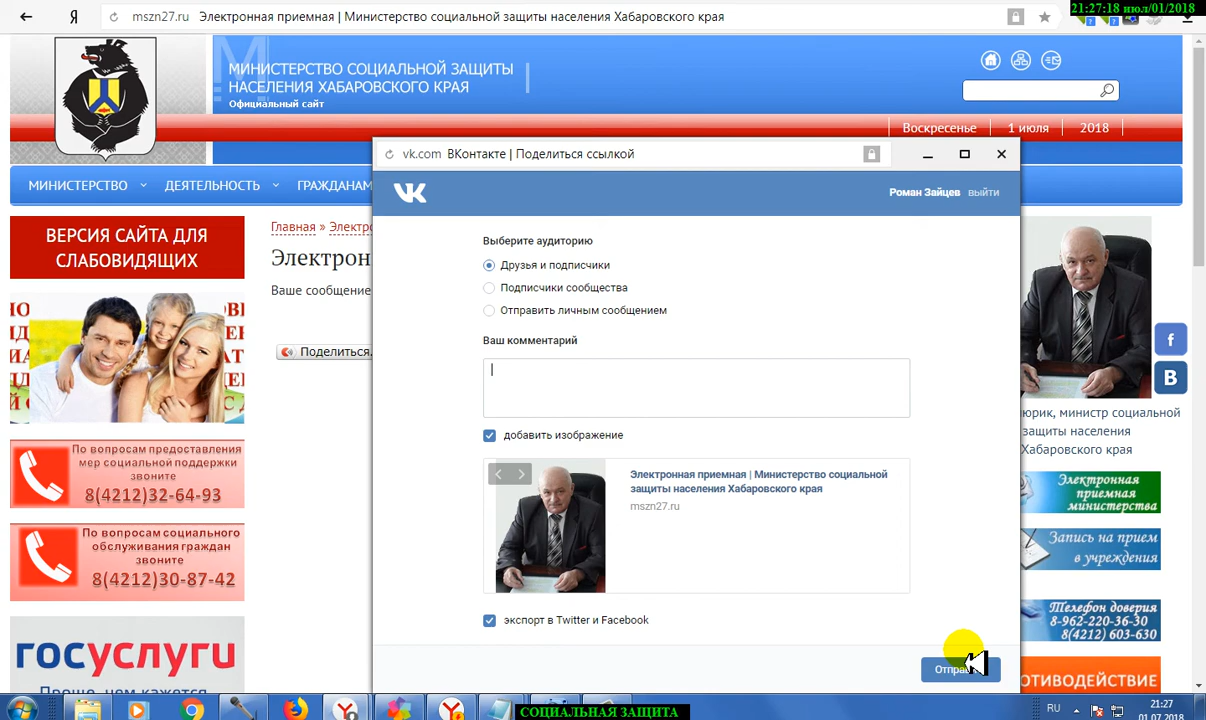 mszn27.ru Электронная приемная | Министерство социальной защиты населения Хабаровского края
21:27:18 июл/01/2018
МИНИСТЕРСТВО СОЦИАЛЬНОЙ ЗАЩИТЫ
НАСЕЛЕНИЯ ХАБАРОВСКОГО КРАЯ
Официальный сайт
Воскресенье
1 июля
2018
МИНИСТЕРСТВО
ДЕЯТЕЛЬНОСТЬ
ГРАЖДАНАМ
ВЕРСИЯ САЙТА ДЛЯ
СЛАБОВИДЯЩИХ
По вопросам предоставления
мер социальной поддержки
звоните
8(4212)32-64-93
По вопросам социального
обслуживания граждан
звоните
8(4212)30-87-42
госуслуги
Проще, чем кажется
Главная » Электро
Электрон
Ваше сообщение
Поделиться.
vk.com ВКонтакте | Поделиться ссылкой
Роман Зайцев выйти
Выберите аудиторию
Друзья и подписчики
Подписчики сообщества
Отправить личным сообщением
Ваш комментарий
добавить изображение
Электронная приемная | Министерство социальной
защиты населения Хабаровского края
mszn27.ru
экспорт в Twitter и Facebook
юрик, министр социальной
защиты населения
Хабаровского края
Электронная
приемная
министерства
Запись на прием
в учреждения
Телефон доверия
8-962-220-36-30
8(4212) 603-630
ОТИВОДЕЙСТВИЕ
СОЦИАЛЬНАЯ ЗАЩИТА
RU
21:27
01.07.2018